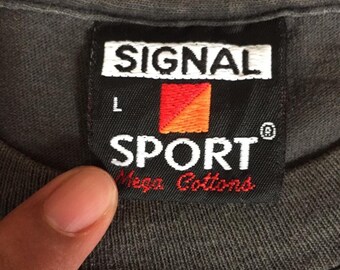 SIGNAL
L
SPORT®
Mega Cottons